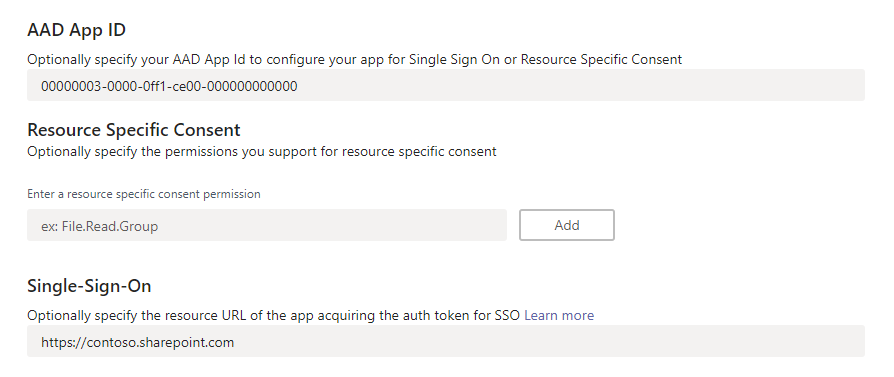 AAD App ID
Optionally specify your AAD App Id to configure your app for Single Sign On or Resource Specific Consent
00000003-0000-0ff1-ce00-000000000000
Resource Specific Consent
Optionally specify the permissions you support for resource specific consent
Enter a resource specific consent permission
ex: File.Read.Group
Add
Single-Sign-On
Optionally specify the resource URL of the app acquiring the auth token for SSO Learn more
https://contoso.sharepoint.com